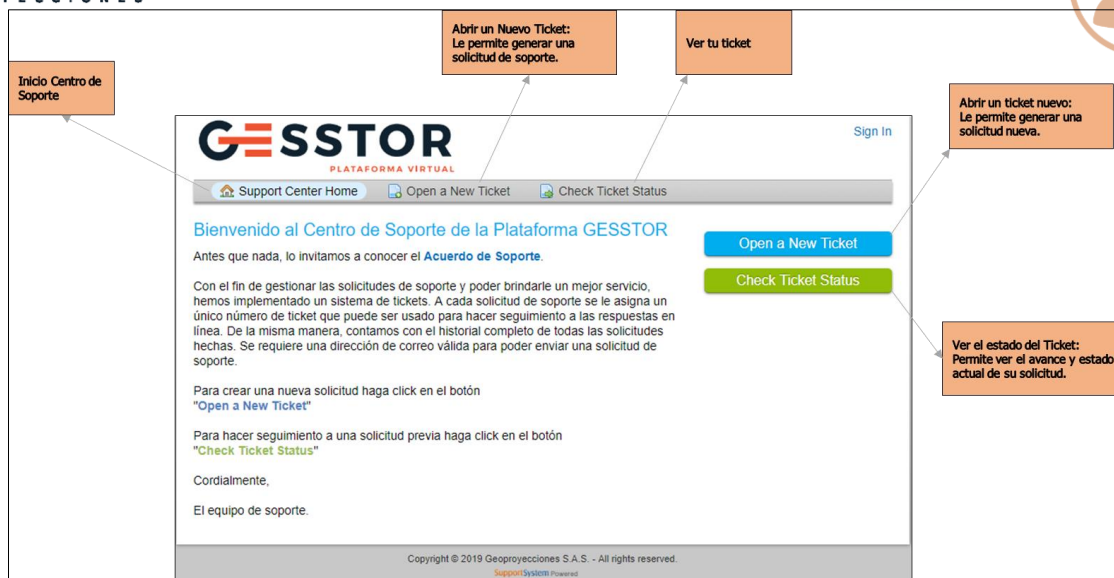 Abrir un Nuevo Ticket:
Le permite generar una
solicitud de soporte.
Ver tu ticket
Inicio Centro de
Soporte
Abrir un ticket nuevo:
Le permite generar una
solicitud nueva.
GESSTOR
PLATAFORMA VIRTUAL
Sign In
Support Center Home
Open a New Ticket
Check Ticket Status
Bienvenido al Centro de Soporte de la Plataforma GESSTOR
Antes que nada, lo invitamos a conocer el Acuerdo de Soporte.
Con el fin de gestionar las solicitudes de soporte y poder brindarle un mejor servicio,
hemos implementado un sistema de tickets. A cada solicitud de soporte se le asigna un
único número de ticket que puede ser usado para hacer seguimiento a las respuestas en
línea. De la misma manera, contamos con el historial completo de todas las solicitudes
hechas. Se requiere una dirección de correo válida para poder enviar una solicitud de
soporte.
Para crear una nueva solicitud haga click en el botón
"Open a New Ticket"
Para hacer seguimiento a una solicitud previa haga click en el botón
"Check Ticket Status"
Cordialmente,
El equipo de soporte.
Open a New Ticket
Check Ticket Status
Ver el estado del Ticket:
Permite ver el avance y estado
actual de su solicitud.
Copyright © 2019 Geoproyecciones S.A.S. - All rights reserved.
SupportSystem Powered